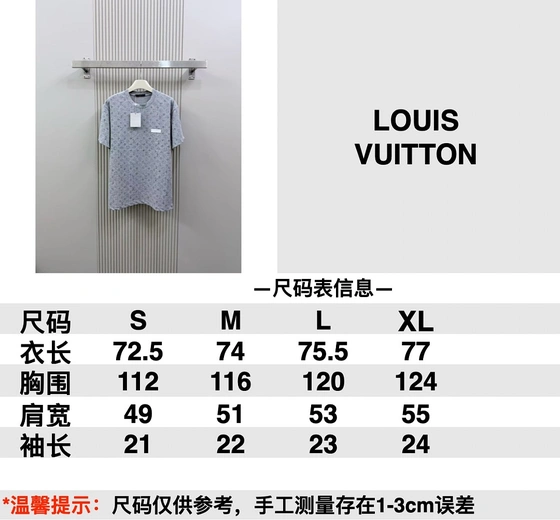 LOUIS
VUITTON
—尺码表信息—
尺码 S M L XL
衣长 72.5 74 75.5 77
胸围 112 116 120 124
肩宽 49 51 53 55
袖长 21 22 23 24
*温馨提示：尺码仅供参考，手工测量存在1-3cm误差